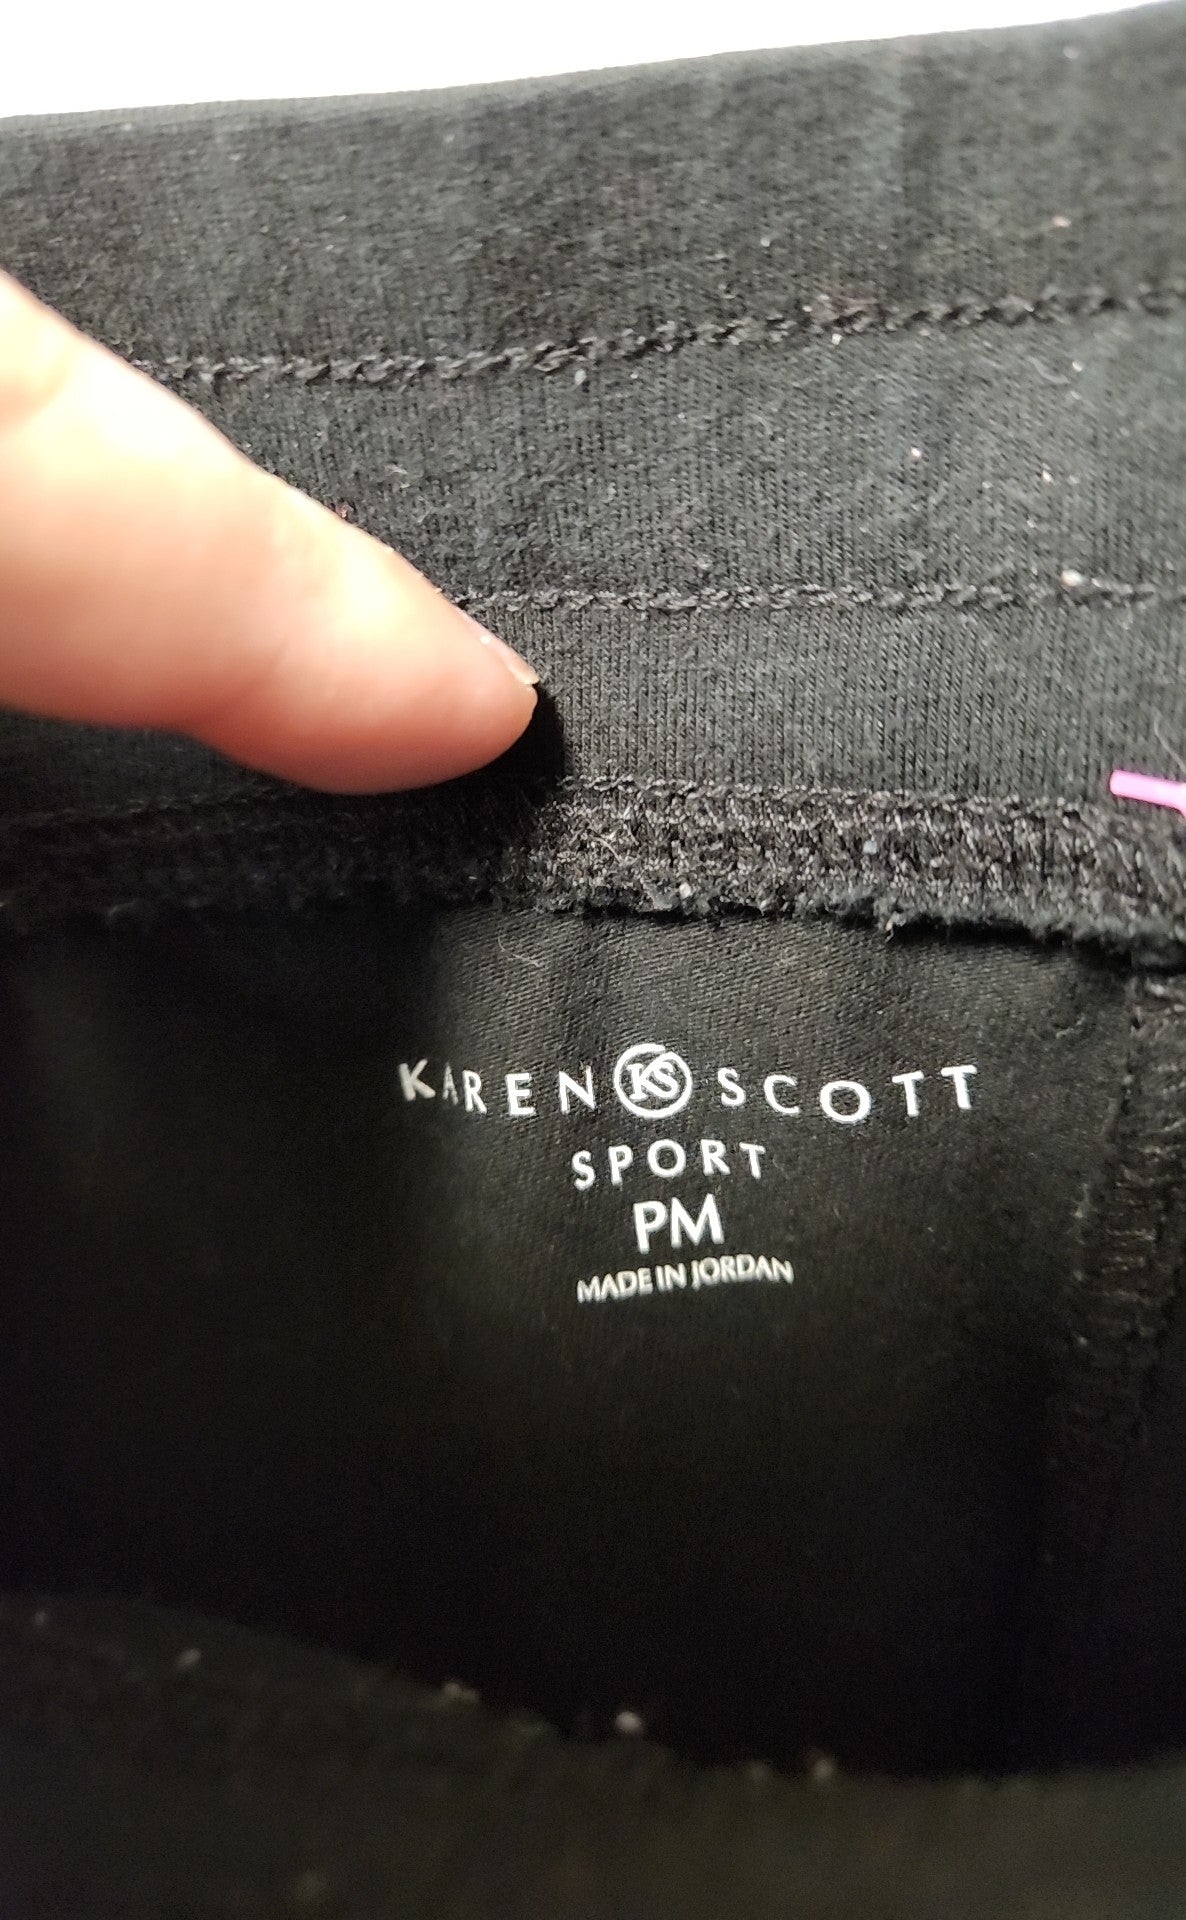 KAREN KS SCOTT
SPORT
PM
MADE IN JORDAN